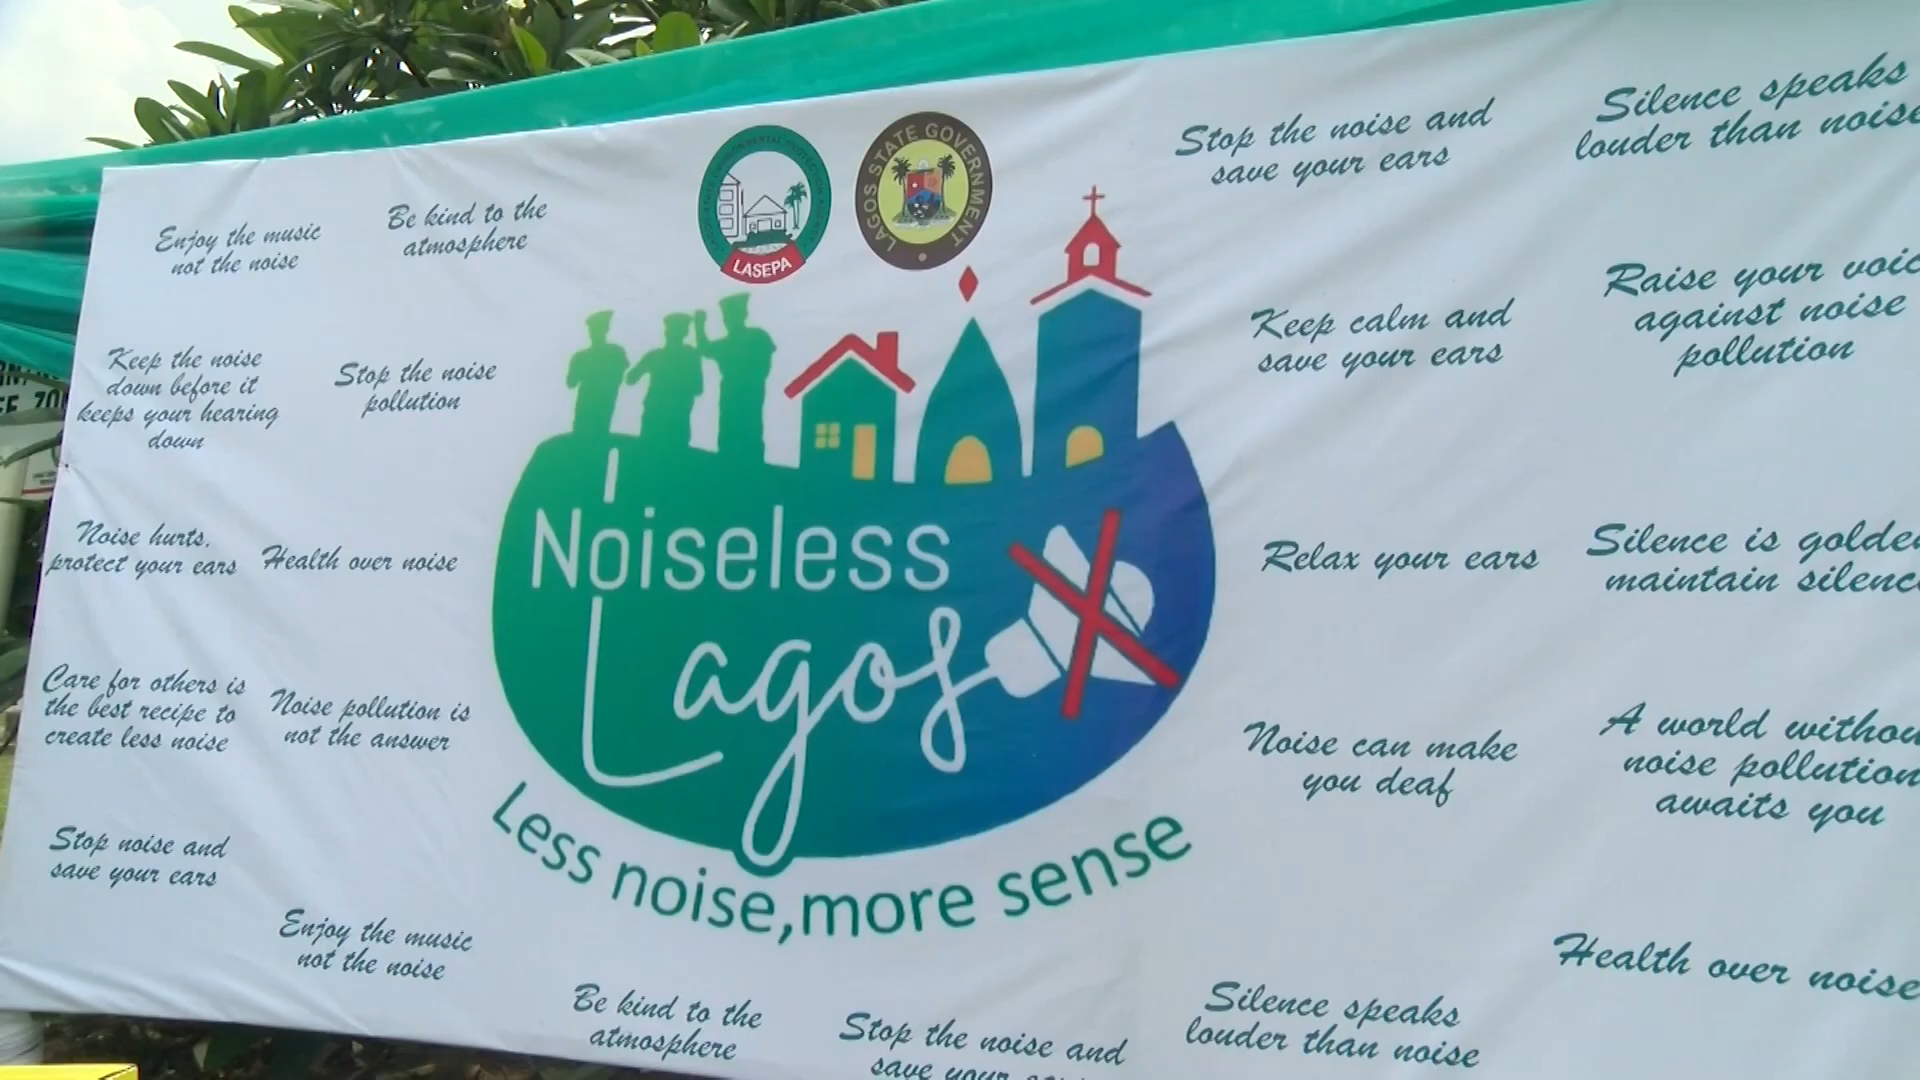 Enjoy the music
not the noise
Be kind to the
atmosphere
LASEPA
LAGOS STATE GOVERNMENT
Stop the noise and
save your ears
Silence speaks
louder than noise
Keep the noise
down before it
keeps your hearing
down
Stop the noise
pollution
Keep calm and
save your ears
Raise your voic
against noise
pollution
Noise hurts.
protect your ears
Health over noise
Noiseless
Lagos
Less noise, more sense
Relax your ears
Silence is golde
maintain silenc
Care for others is
the best recipe to
create less noise
Noise pollution is
not the answer
Noise can make
you deaf
A world withou
noise pollution
awaits you
Stop noise and
save your ears
Enjoy the music
not the noise
Be kind to the
atmosphere
Stop the noise and
save your
Silence speaks
louder than noise
Health over noise